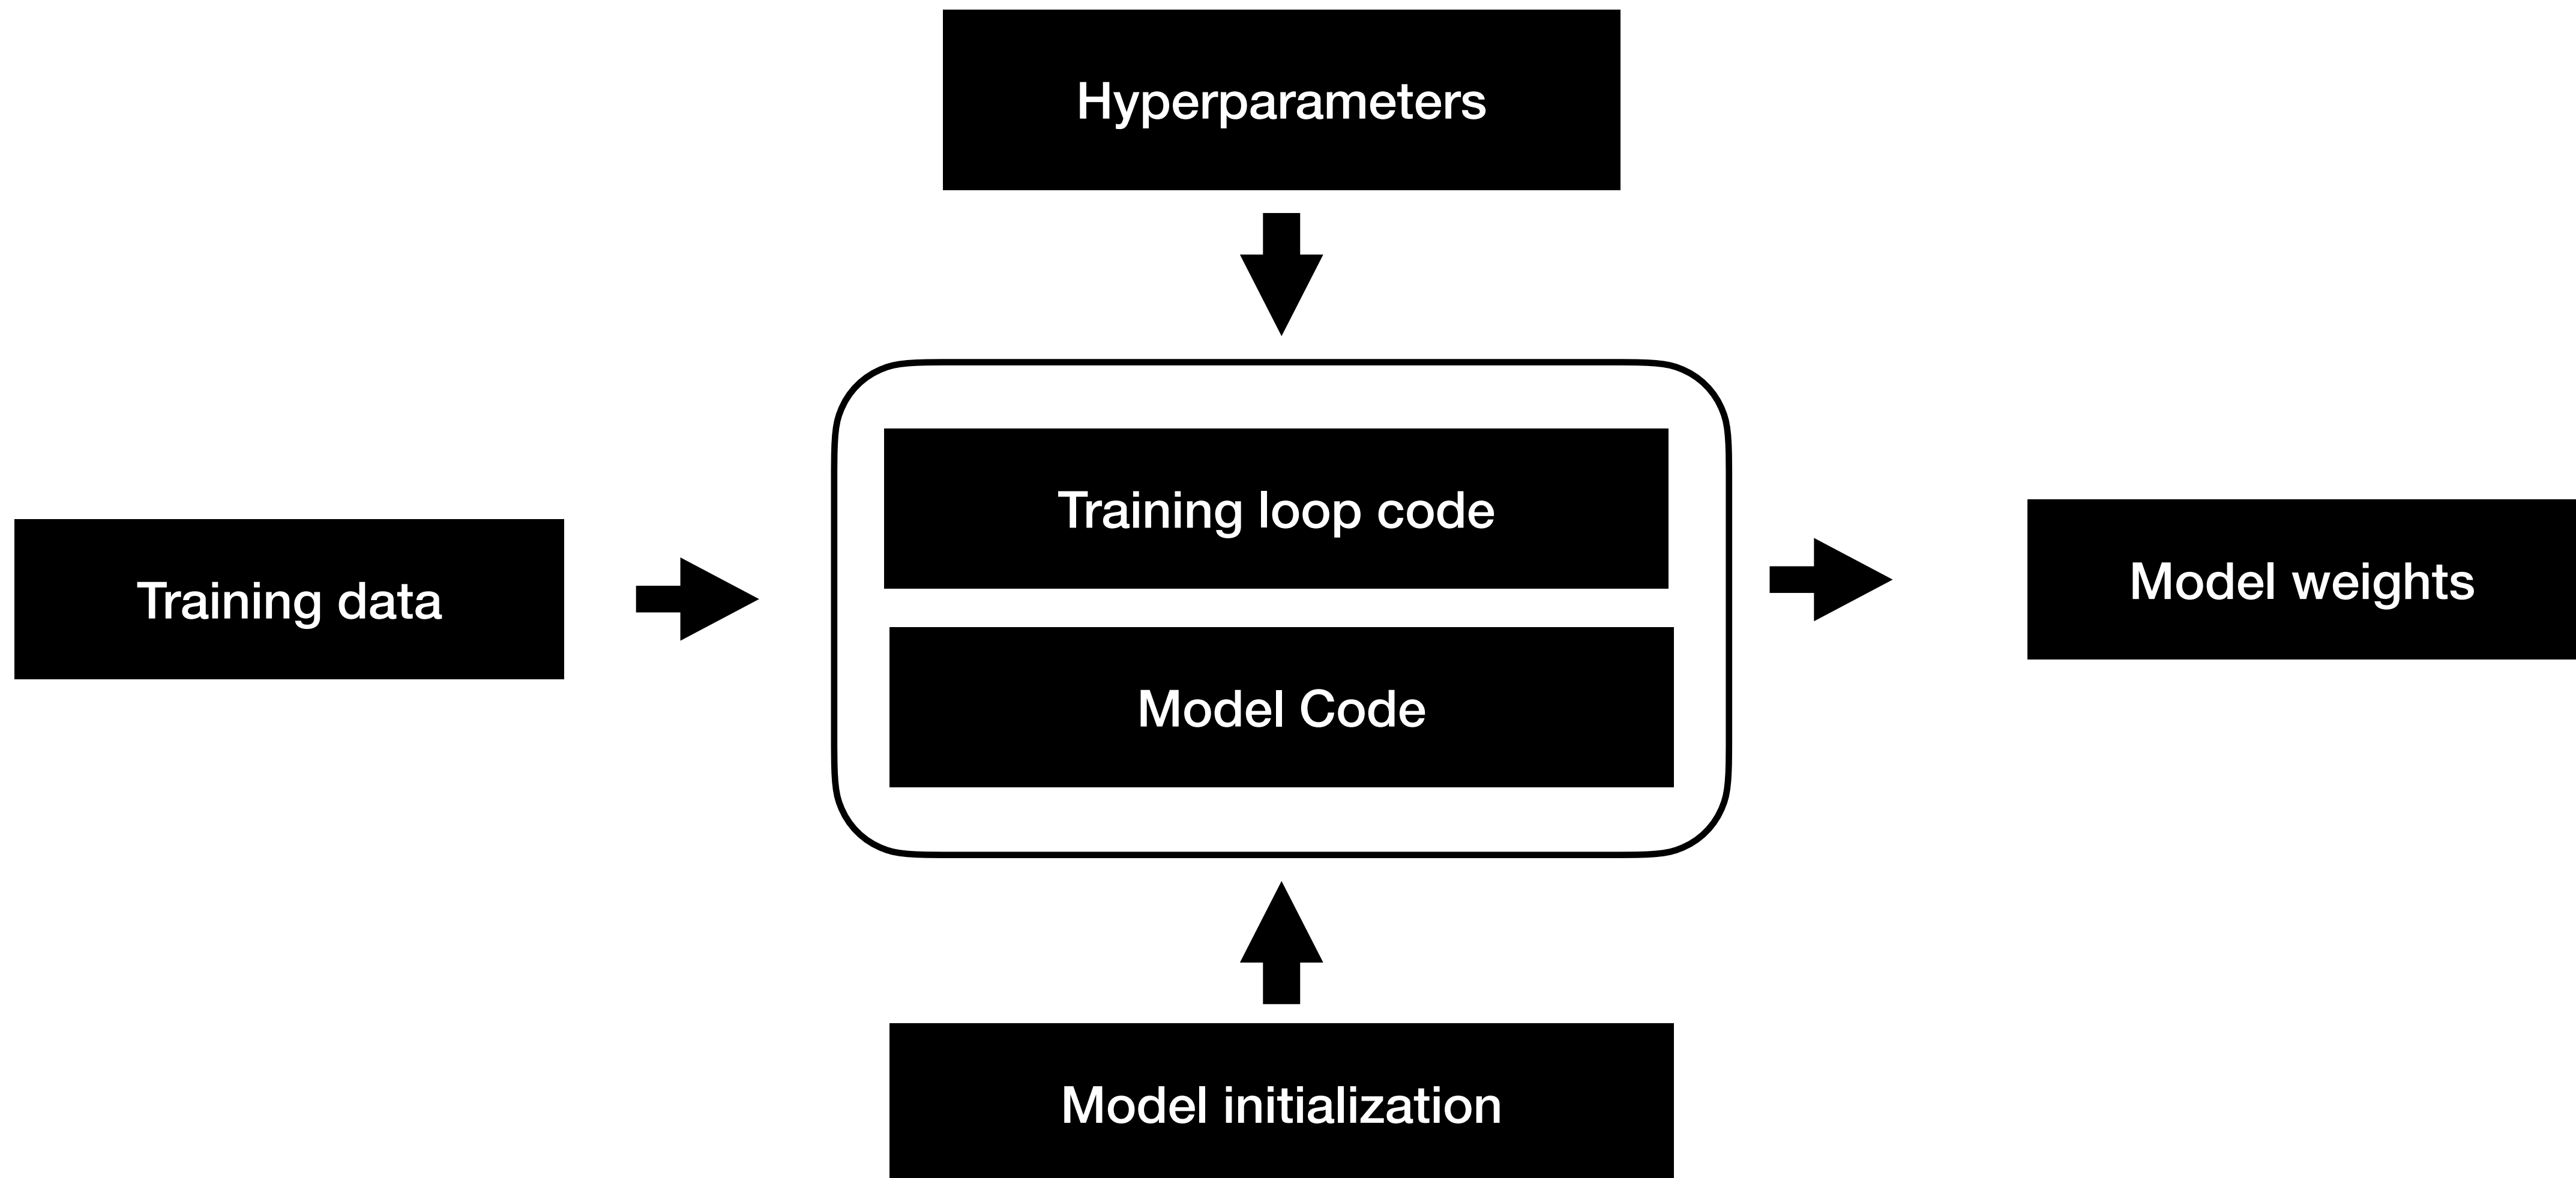 Hyperparameters
Training loop code
Training data
Model weights
Model Code
Model initialization